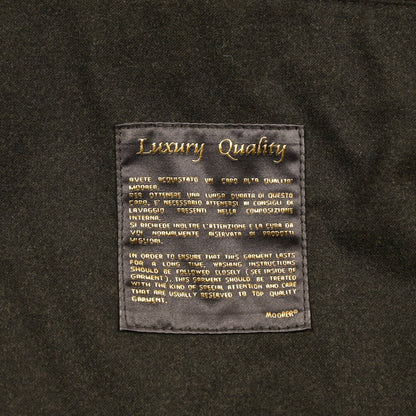 Luxury Quality
AVETE ACQUISTATO UN CAPO ALTA QUALITA'
MOORER.
PER OTTENERE UNA LUNGA DURATA DI QUESTO
CAPO, E' NECESSARIO ATTENERSI AI CONSIGLI DI
LAVAGGIO PRESENTI NELLA COMPOSIZIONE
INTERNA.
SI RICHIEDE INOLTRE L'ATTENZIONE E LA CURA DA
VOI NORMALMENTE RISERVATA DI PRODOTTI
MIGLIORI.
IN ORDER TO ENSURE THAT THIS GARMENT LASTS
FOR A LONG TIME, WASHING INSTRUCTIONS
SHOULD BE FOLLOWED CLOSELY (SEE INSIDE OF
GARMENT). THIS GARMENT SHOULD BE TREATED
WITH THE KIND OF SPECIAL ATTENTION AND CARE
THAT ARE USUALLY RESERVED TO TOP QUALITY
GARMENT.
MOORER®